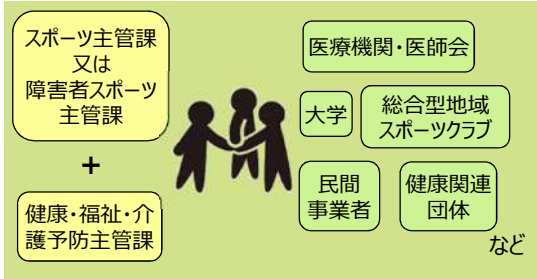 スポーツ主管課
又は
障害者スポーツ
主管課
+
健康・福祉・介
護予防主管課
医療機関・医師会
大学
総合型地域
スポーツクラブ
民間
事業者
健康関連
団体
など